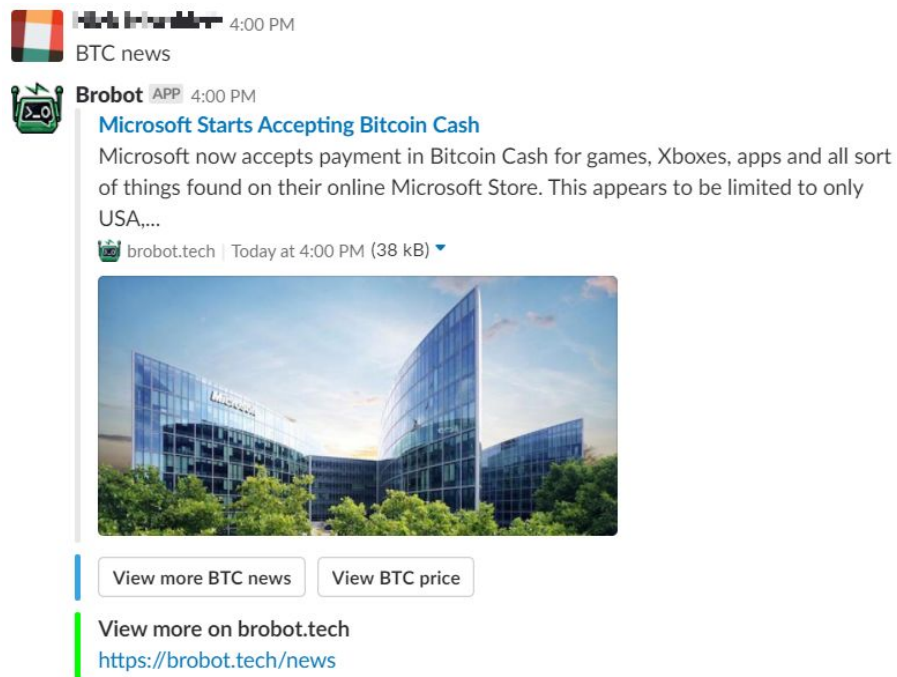 4:00 PM
BTC news
Brobot APP 4:00 PM
Microsoft Starts Accepting Bitcoin Cash
Microsoft now accepts payment in Bitcoin Cash for games, Xboxes, apps and all sort
of things found on their online Microsoft Store. This appears to be limited to only
USA,...
brobot.tech | Today at 4:00 PM (38 kB)
Microsoft
View more BTC news
View BTC price
View more on brobot.tech
https://brobot.tech/news